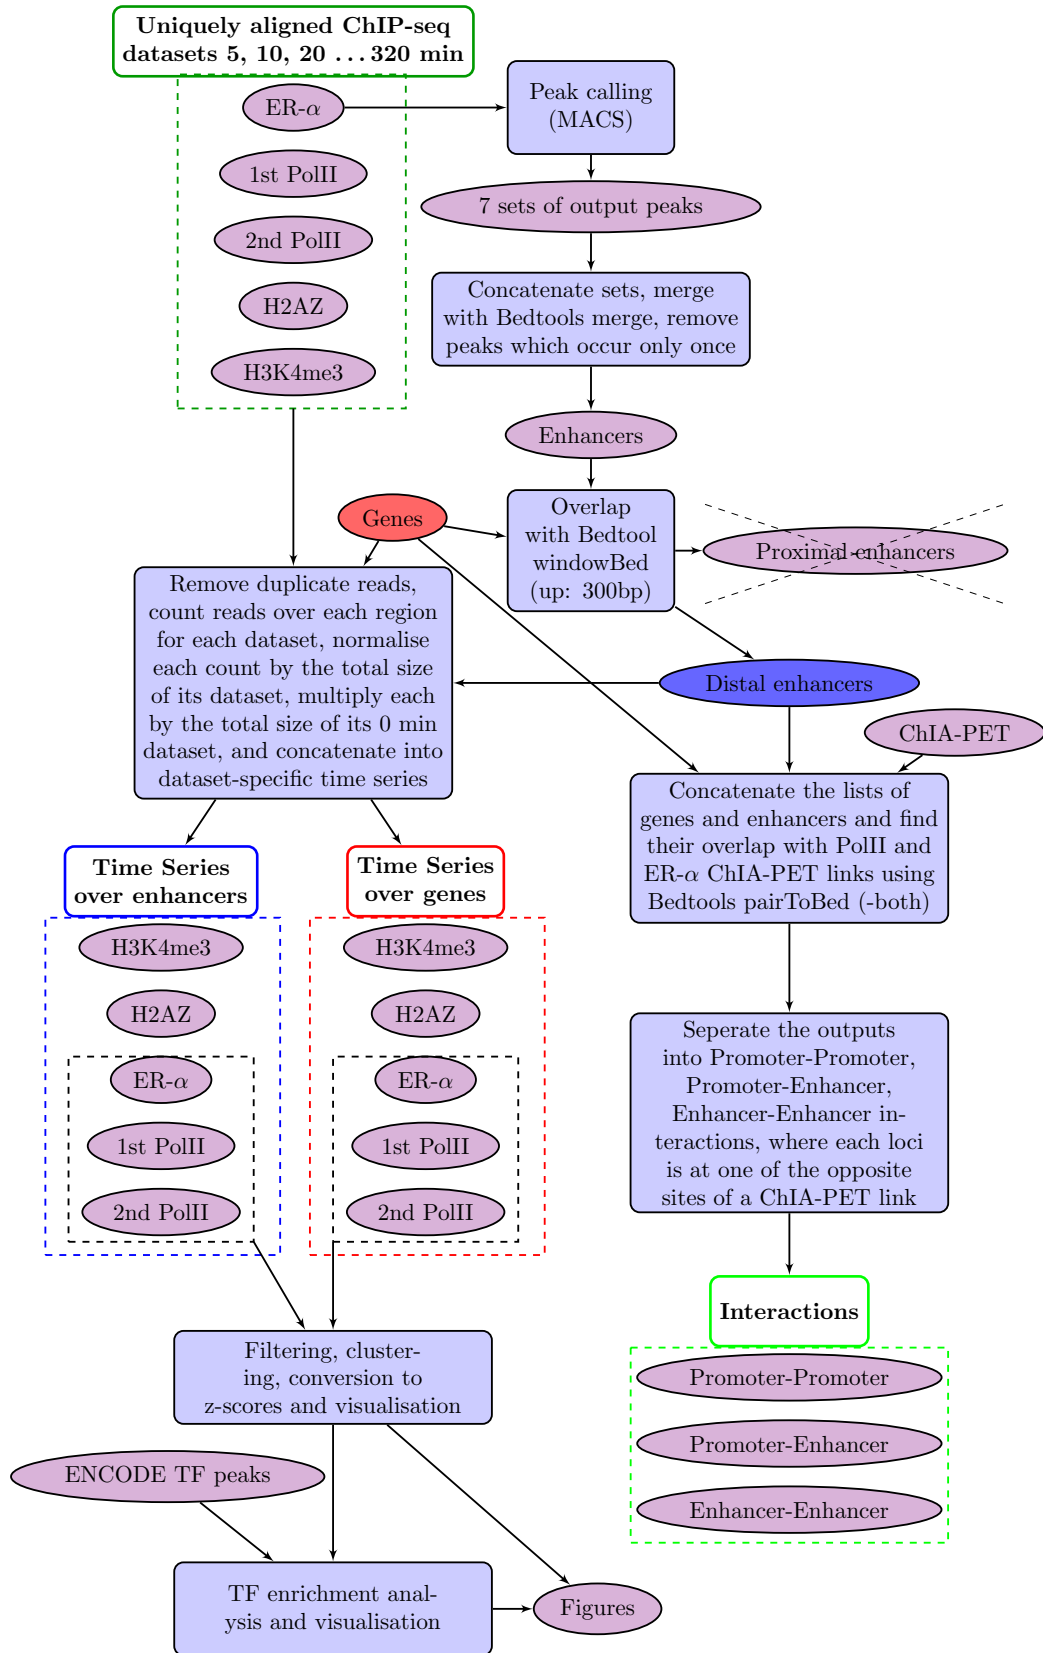 Uniquely aligned ChIP-seq
datasets 5, 10, 20 ... 320 min
ER-α
1st PolII
2nd PolII
H2AZ
H3K4me3
Peak calling
(MACS)
7 sets of output peaks
Concatenate sets, merge
with Bedtools merge, remove
peaks which occur only once
Enhancers
Genes
Overlap
with Bedtool
windowBed
(up: 300bp)
Proximal enhancers
Distal enhancers
ChIA-PET
Remove duplicate reads,
count reads over each region
for each dataset, normalise
each count by the total size
of its dataset, multiply each
by the total size of its 0 min
dataset, and concatenate into
dataset-specific time series
Concatenate the lists of
genes and enhancers and find
their overlap with PolII and
ER-α ChIA-PET links using
Bedtools pairToBed (-both)
Time Series
over enhancers
H3K4me3
H2AZ
ER-α
1st PolII
2nd PolII
Time Series
over genes
H3K4me3
H2AZ
ER-α
1st PolII
2nd PolII
Seperate the outputs
into Promoter-Promoter,
Promoter-Enhancer,
Enhancer-Enhancer in-
teractions, where each loci
is at one of the opposite
sites of a ChIA-PET link
Interactions
Promoter-Promoter
Promoter-Enhancer
Enhancer-Enhancer
Filtering, cluster-
ing, conversion to
z-scores and visualisation
ENCODE TF peaks
TF enrichment anal-
ysis and visualisation
Figures